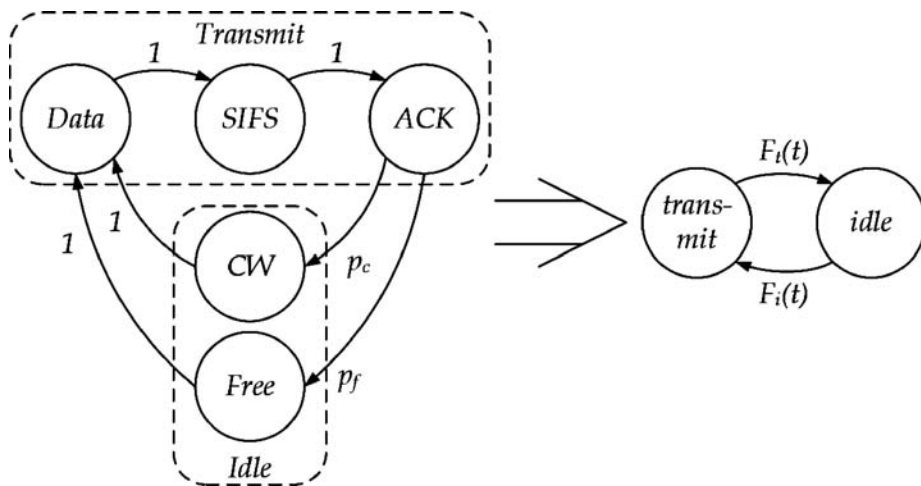 Transmit
1
1
Data
SIFS
ACK
1
1
CW
p_c
Free
p_f
Idle
trans-
mit
F_t(t)
idle
F_i(t)